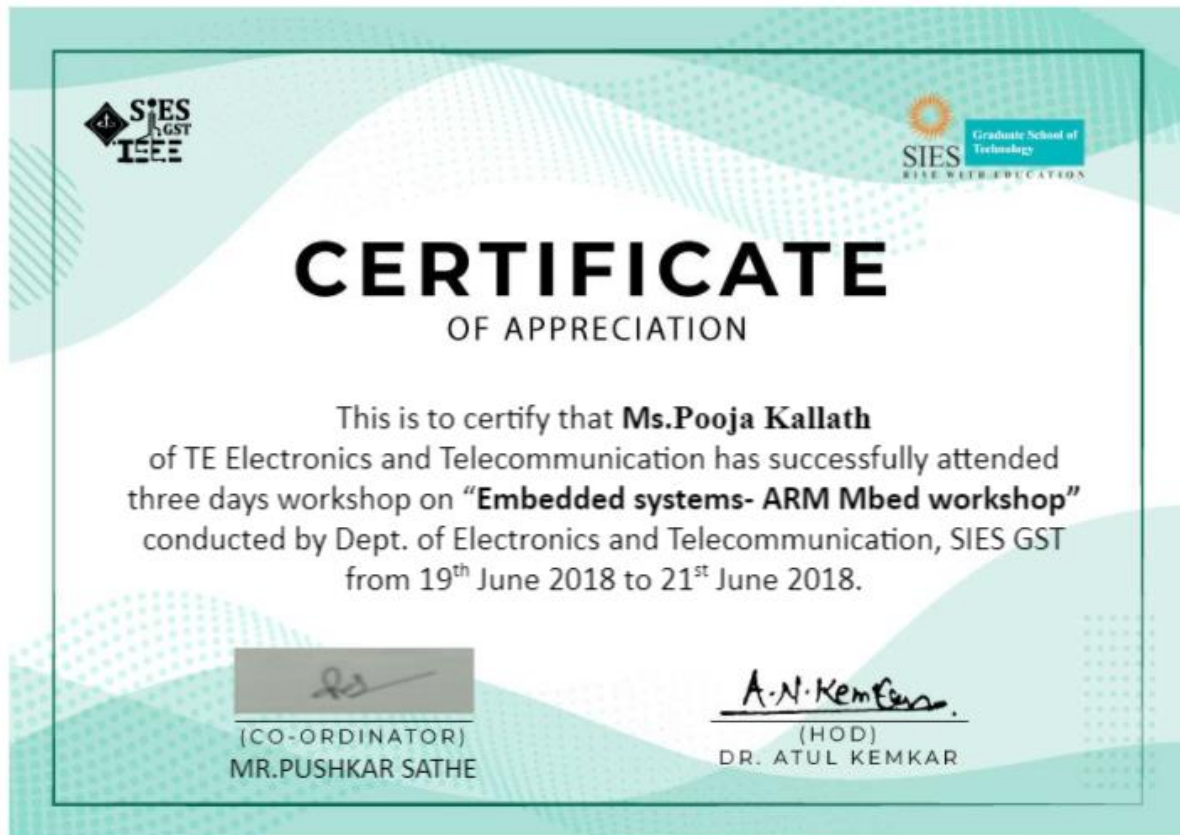 SIES
GST
IEEE
SIES
Graduate School of
Technology
RISE WITH EDUCATION
CERTIFICATE
OF APPRECIATION
This is to certify that Ms.Pooja Kallath
of TE Electronics and Telecommunication has successfully attended
three days workshop on “Embedded systems- ARM Mbed workshop”
conducted by Dept. of Electronics and Telecommunication, SIES GST
from 19th June 2018 to 21st June 2018.
A.N.Kemkar.
(CO-ORDINATOR)
MR.PUSHKAR SATHE
(HOD)
DR. ATUL KEMKAR